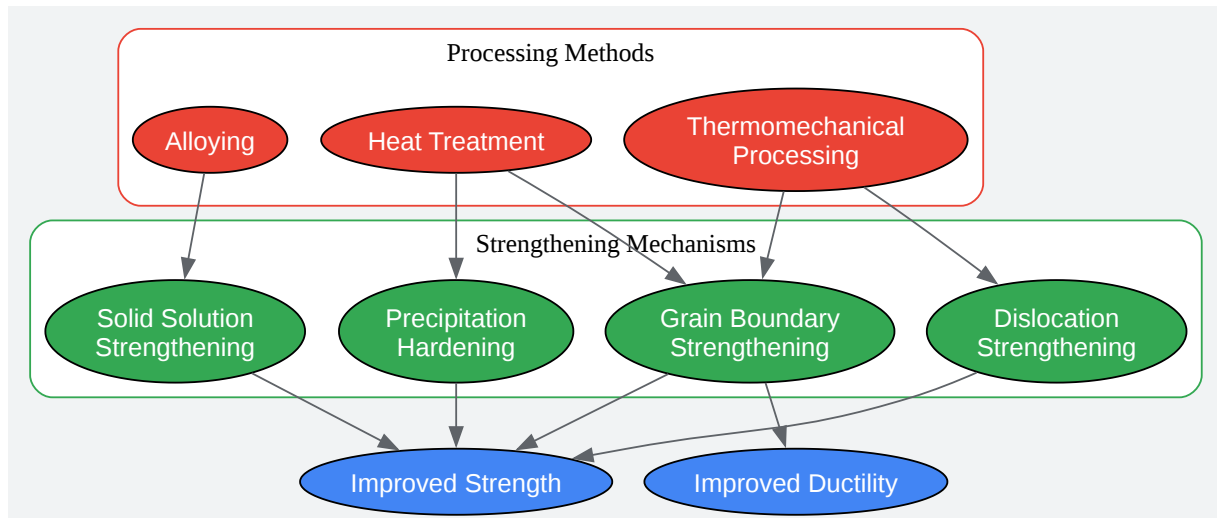 Processing Methods
Alloying
Heat Treatment
Thermomechanical
Processing
Strengthening Mechanisms
Solid Solution
Strengthening
Precipitation
Hardening
Grain Boundary
Strengthening
Dislocation
Strengthening
Improved Strength
Improved Ductility